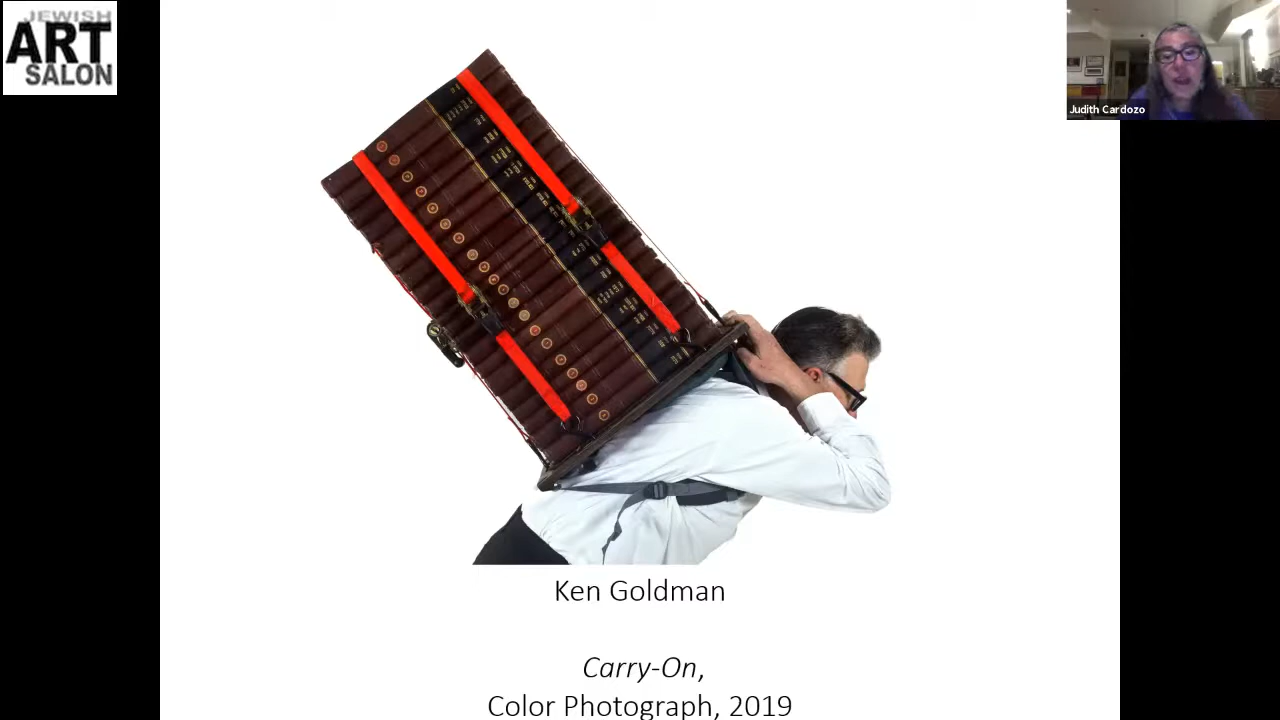 JEWISH
ART
SALON
Judith Cardozo
Ken Goldman
Carry-On,
Color Photograph, 2019